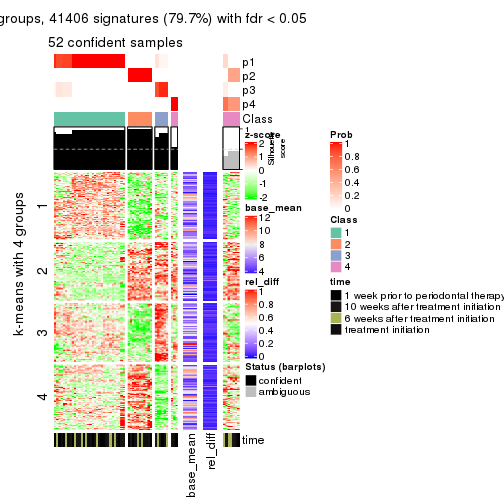 groups, 41406 signatures (79.7%) with fdr < 0.05
52 confident samples
p1
p2
p3
p4
Class
1
Silhouette
score
k-means with 4 groups
1
2
3
4
time
base_mean
rel_diff
z-score
2
1
0
-1
-2
base_mean
12
10
8
6
4
rel_diff
1
0.8
0.6
0.4
0.2
0
Status (barplots)
confident
ambiguous
Prob
1
0.8
0.6
0.4
0.2
0
Class
1
2
3
4
time
1 week prior to periodontal therapy
10 weeks after treatment initiation
6 weeks after treatment initiation
treatment initiation